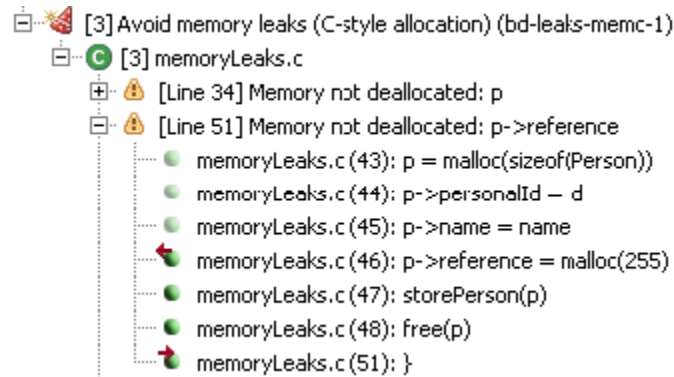 [3] Avoid memory leaks (C-style allocation) (bd-leaks-memc-1)
C [3] memoryLeaks.c
[Line 34] Memory not deallocated: p
[Line 51] Memory not deallocated: p->reference
memoryLeaks.c (43): p = malloc(sizeof(Person))
memoryLeaks.c (44): p->personalId = d
memoryLeaks.c (45): p->name = name
memoryLeaks.c (46): p->reference = malloc(255)
memoryLeaks.c (47): storePerson(p)
memoryLeaks.c (48): free(p)
memoryLeaks.c (51): }